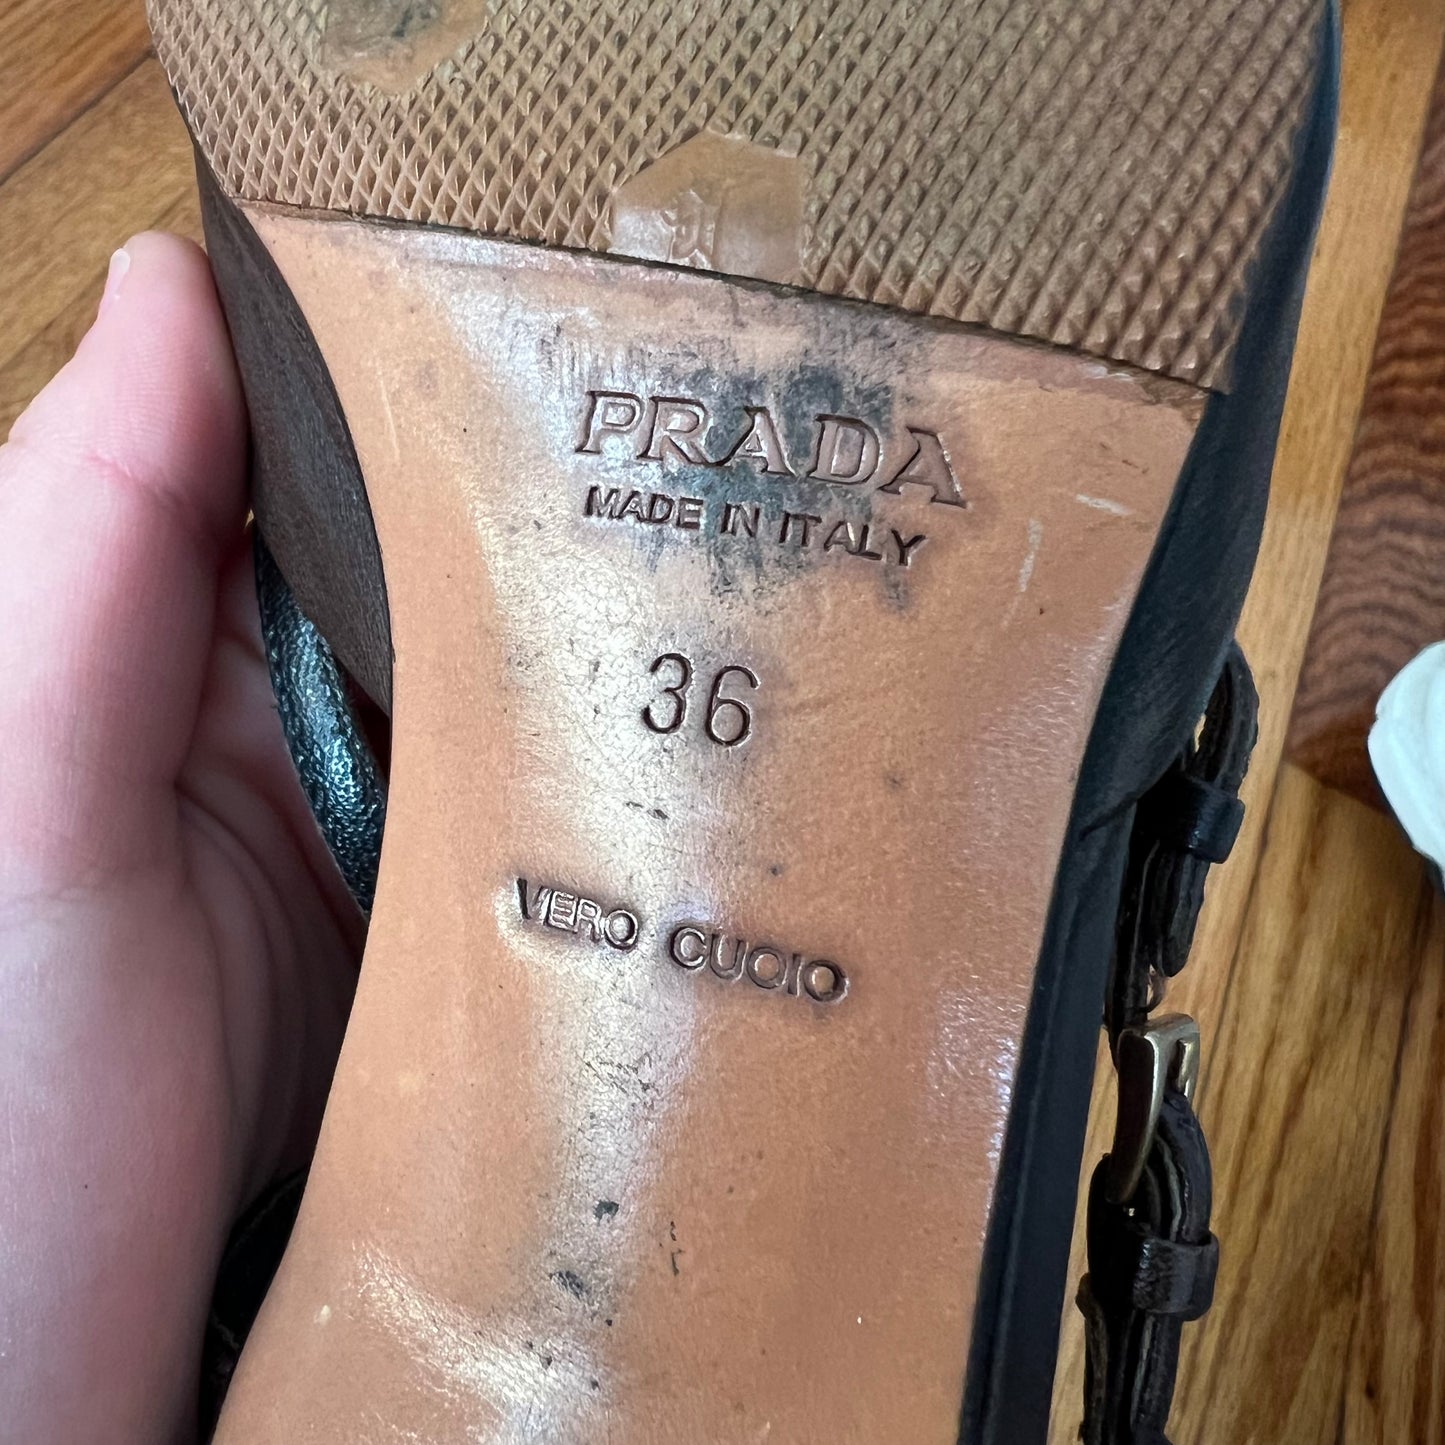 PRADA
MADE IN ITALY
36
VERO CUOIO